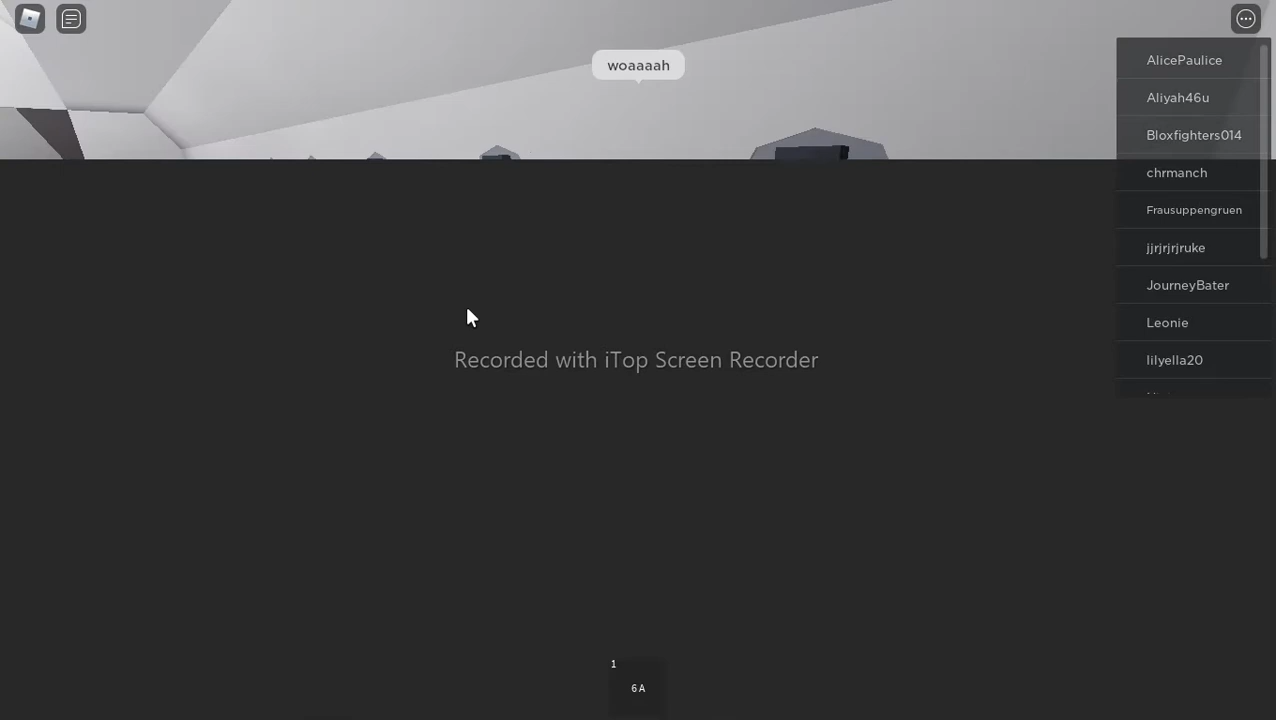 woaaaah
AlicePaulice
Aliyah46u
Bloxfighters014
chrmanch
Frausuppengruen
jjrjrjrjruke
JourneyBater
Leonie
lilyella20
Recorded with iTop Screen Recorder
1
6A